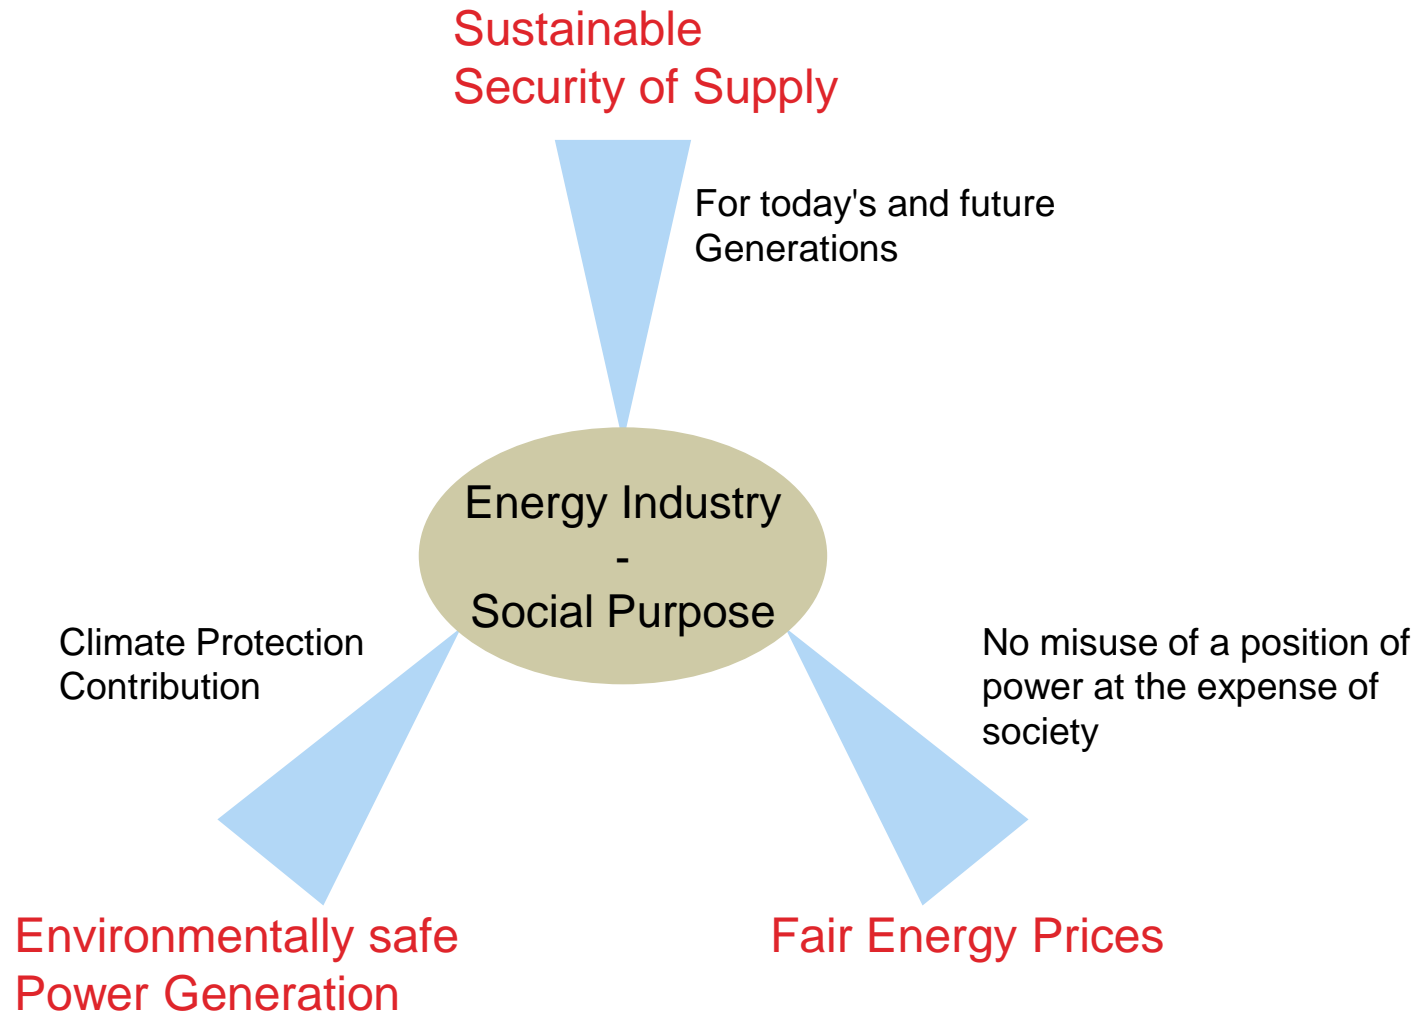 Sustainable
Security of Supply
For today's and future
Generations
Energy Industry
-
Social Purpose
Climate Protection
Contribution
No misuse of a position of
power at the expense of
society
Environmentally safe
Power Generation
Fair Energy Prices